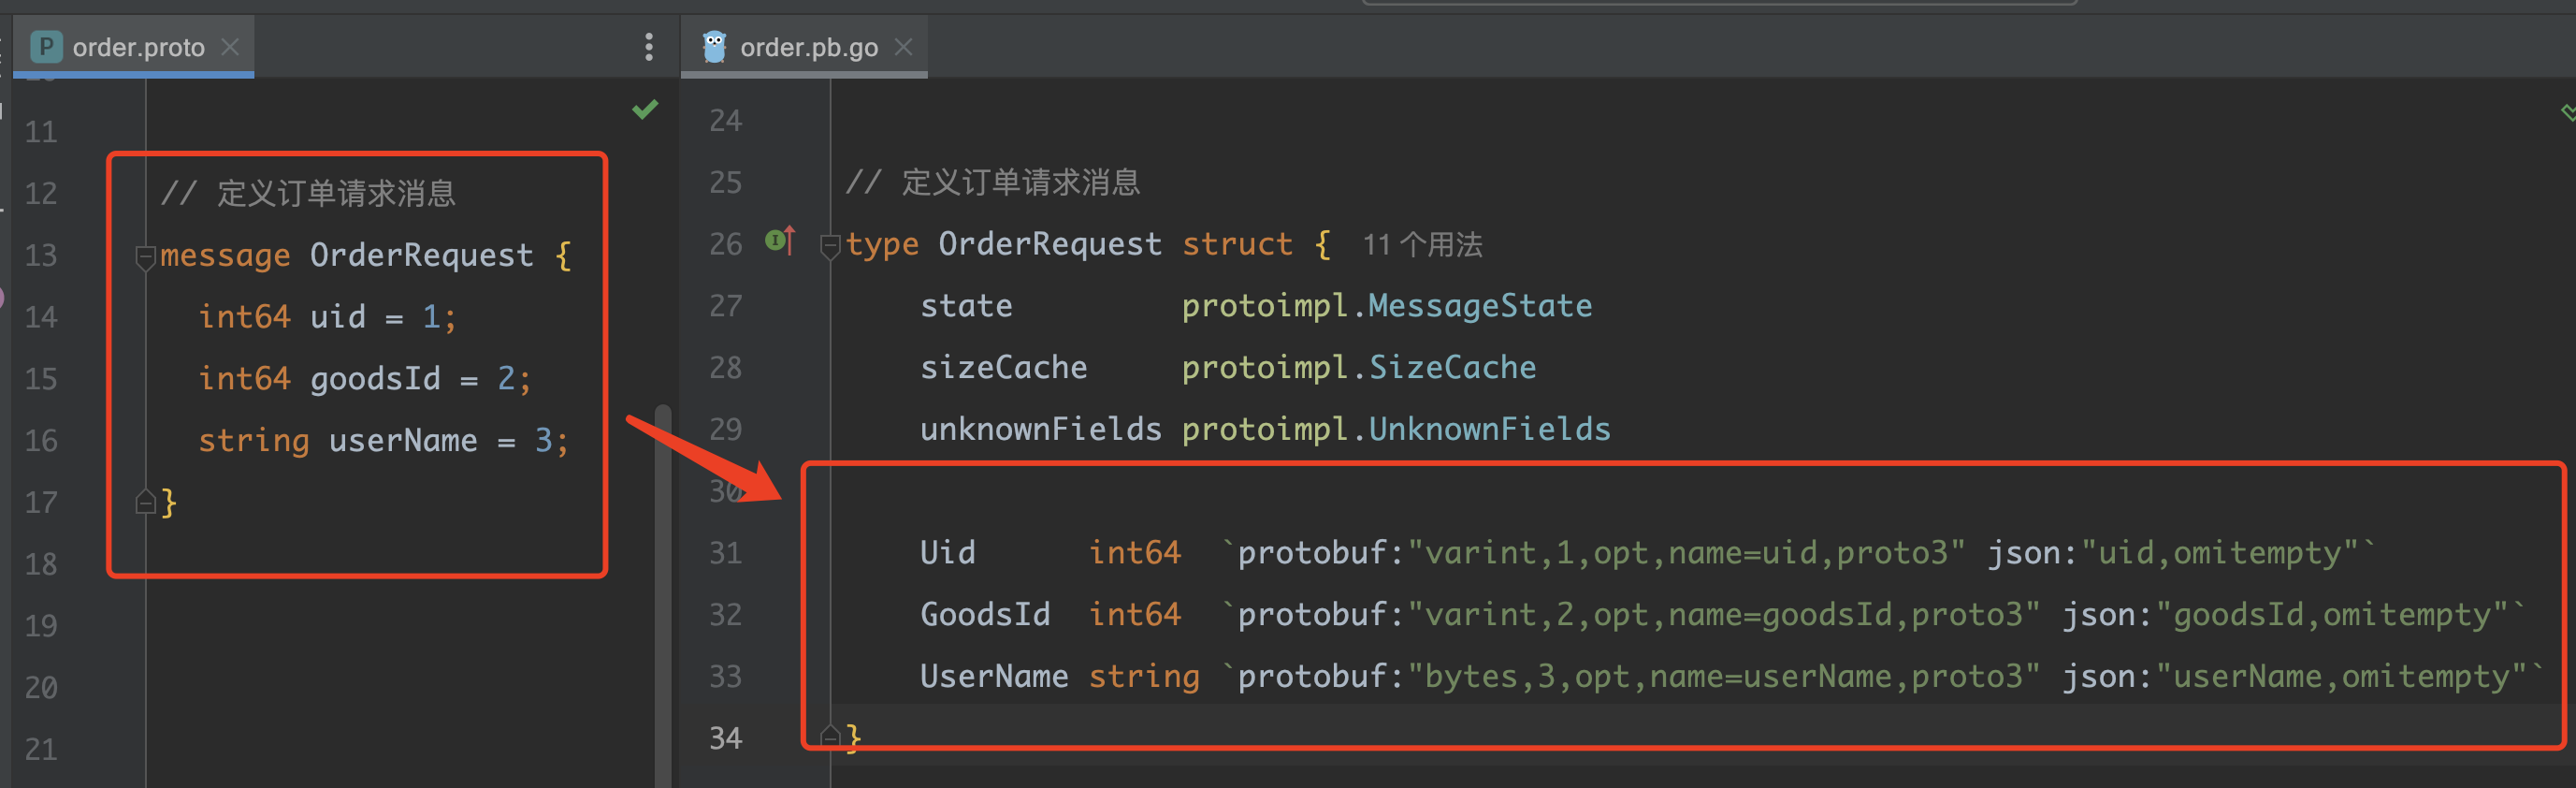 order.proto
11
12 // 定义订单请求消息
13 message OrderRequest {
14 int64 uid = 1;
15 int64 goodsId = 2;
16 string userName = 3;
17 }
18
19
20
21
order.pb.go
24
25 // 定义订单请求消息
26 type OrderRequest struct { 11 个用法
27 state protoimpl.MessageState
28 sizeCache protoimpl.SizeCache
29 unknownFields protoimpl.UnknownFields
30
31 Uid int64 `protobuf:"varint,1,opt,name=uid,proto3" json:"uid,omitempty"`
32 GoodsId int64 `protobuf:"varint,2,opt,name=goodsId,proto3" json:"goodsId,omitempty"`
33 UserName string `protobuf:"bytes,3,opt,name=userName,proto3" json:"userName,omitempty"`
34 }